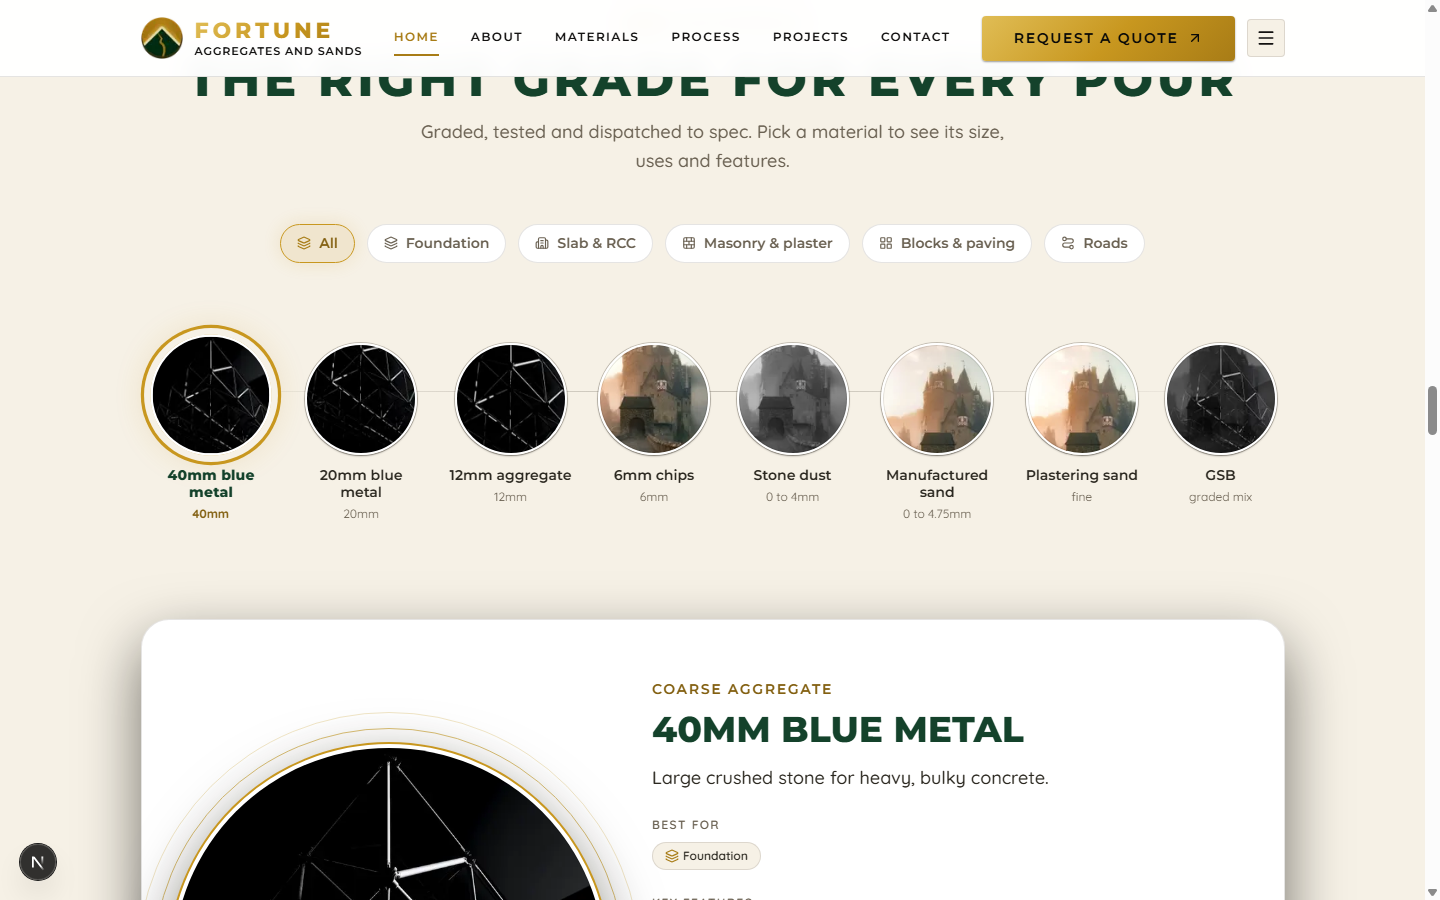 FORTUNE
AGGREGATES AND SANDS
HOME
ABOUT
MATERIALS
PROCESS
PROJECTS
CONTACT
REQUEST A QUOTE
THE RIGHT GRADE FOR EVERY POUR
Graded, tested and dispatched to spec. Pick a material to see its size,
uses and features.
All
Foundation
Slab & RCC
Masonry & plaster
Blocks & paving
Roads
40mm blue
metal
40mm
20mm blue
metal
20mm
12mm aggregate
12mm
6mm chips
6mm
Stone dust
0 to 4mm
Manufactured
sand
0 to 4.75mm
Plastering sand
fine
GSB
graded mix
COARSE AGGREGATE
40MM BLUE METAL
Large crushed stone for heavy, bulky concrete.
BEST FOR
Foundation
KEY FEATURES
N